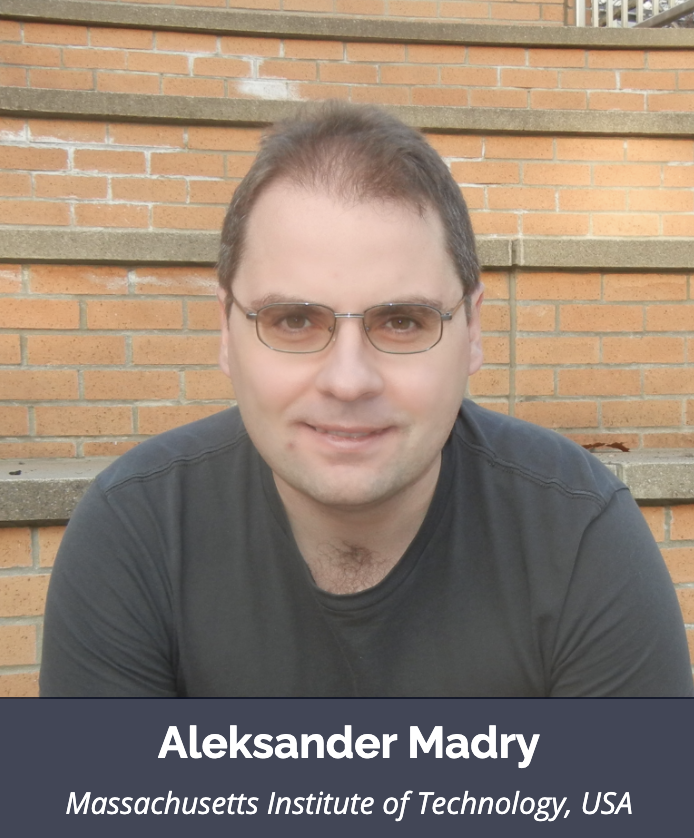 Aleksander Madry
Massachusetts Institute of Technology, USA